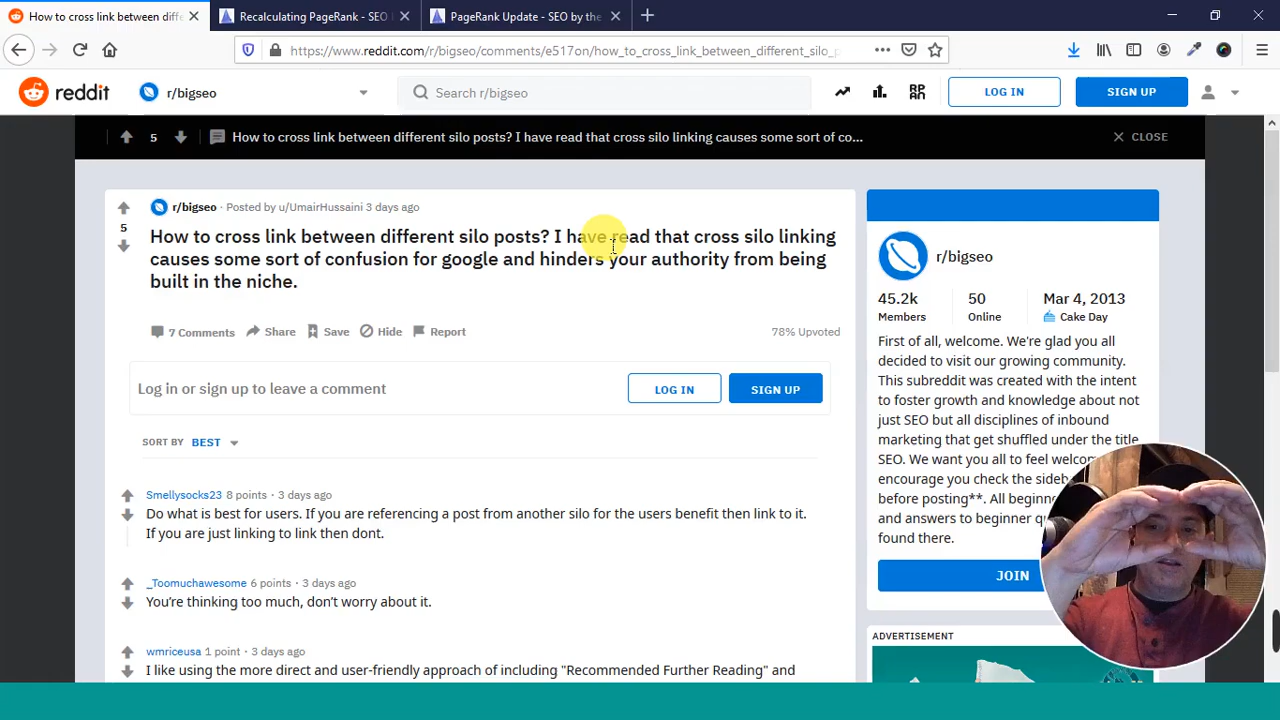 How to cross link between diffe
Recalculating PageRank - SEO
PageRank Update - SEO by the
https://www.reddit.com/r/bigseo/comments/e517on/how_to_cross_link_between_different_silo_p
reddit
r/bigseo
Search r/bigseo
LOG IN
SIGN UP
5
How to cross link between different silo posts? I have read that cross silo linking causes some sort of co...
CLOSE
r/bigseo · Posted by u/UmairHussaini 3 days ago
5
How to cross link between different silo posts? I have read that cross silo linking
causes some sort of confusion for google and hinders your authority from being
built in the niche.
7 Comments Share Save Hide Report
78% Upvoted
Log in or sign up to leave a comment
LOG IN
SIGN UP
SORT BY BEST
Smellysocks23 8 points · 3 days ago
Do what is best for users. If you are referencing a post from another silo for the users benefit then link to it.
If you are just linking to link then dont.
_Toomuchawesome 6 points · 3 days ago
You're thinking too much, don't worry about it.
wmriceusa 1 point · 3 days ago
I like using the more direct and user-friendly approach of including "Recommended Further Reading" and
r/bigseo
45.2k
Members
50
Online
Mar 4, 2013
Cake Day
First of all, welcome. We're glad you all
decided to visit our growing community.
This subreddit was created with the intent
to foster growth and knowledge about not
just SEO but all disciplines of inbound
marketing that get shuffled under the title
SEO. We want you all to feel welcom
encourage you check the sideb
before posting**. All beginn
and answers to beginner qu
found there.
JOIN
ADVERTISEMENT